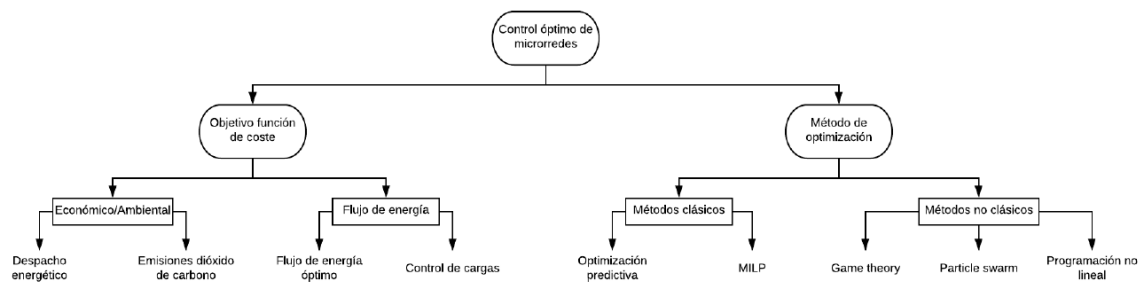 Control óptimo de
microrredes
Objetivo función
de coste
Método de
optimización
Económico/Ambiental
Flujo de energía
Métodos clásicos
Métodos no clásicos
Despacho
energético
Emisiones dióxido
de carbono
Flujo de energía
óptimo
Control de cargas
Optimización
predictiva
MILP
Game theory
Particle swarm
Programación no
lineal